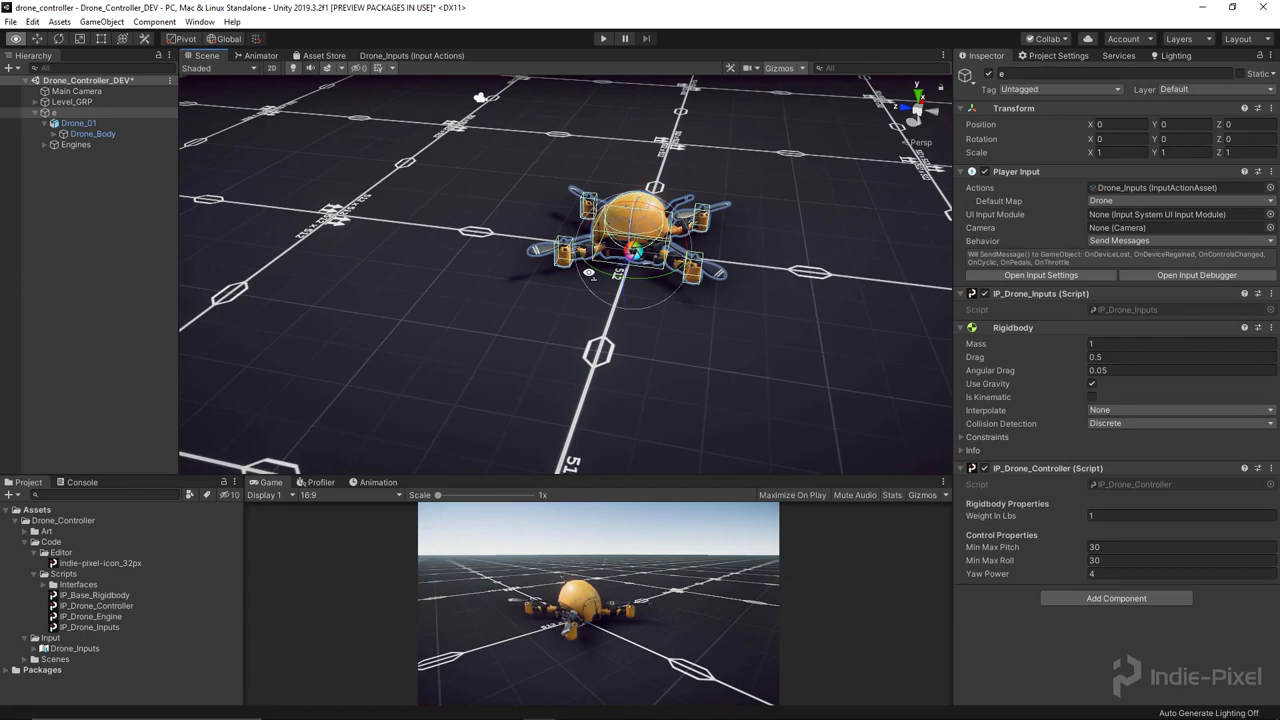 drone_controller - Drone_Controller_DEV - PC, Mac & Linux Standalone - Unity 2019.3.2f1 [PREVIEW PACKAGES IN USE]* <DX11>
File Edit Assets GameObject Component Window Help
Pivot Global Collab Account Layers Layout
Hierarchy
All
Drone_Controller_DEV*
Main Camera
Level_GRP
e
Drone_01
Drone_Body
Engines
Scene Animator Asset Store Drone_Inputs (Input Actions)
Shaded 2D 0 Gizmos All
y
x
z
Persp
512
51
Inspector Project Settings Services Lighting
e Static
Tag Untagged Layer Default
Transform
Position X 0 Y 0 Z 0
Rotation X 0 Y 0 Z 0
Scale X 1 Y 1 Z 1
Player Input
Actions Drone_Inputs (InputActionAsset)
Default Map Drone
UI Input Module None (Input System UI Input Module)
Camera None (Camera)
Behavior Send Messages
Will SendMessage() to GameObject: OnDeviceLost, OnDeviceRegained, OnControlsChanged,
OnCyclic, OnPedals, OnThrottle
Open Input Settings Open Input Debugger
IP_Drone_Inputs (Script)
Script IP_Drone_Inputs
Rigidbody
Mass 1
Drag 0.5
Angular Drag 0.05
Use Gravity
Is Kinematic
Interpolate None
Collision Detection Discrete
Constraints
Info
IP_Drone_Controller (Script)
Script IP_Drone_Controller
Rigidbody Properties
Weight In Lbs 1
Control Properties
Min Max Pitch 30
Min Max Roll 30
Yaw Power 4
Add Component
Project Console
10
Assets
Drone_Controller
Art
Code
Editor
indie-pixel-icon_32px
Scripts
Interfaces
IP_Base_Rigidbody
IP_Drone_Controller
IP_Drone_Engine
IP_Drone_Inputs
Input
Drone_Inputs
Scenes
Packages
Game Profiler Animation
Display 1 16:9 Scale 1x Maximize On Play Mute Audio Stats Gizmos
Indie-Pixel
Auto Generate Lighting Off